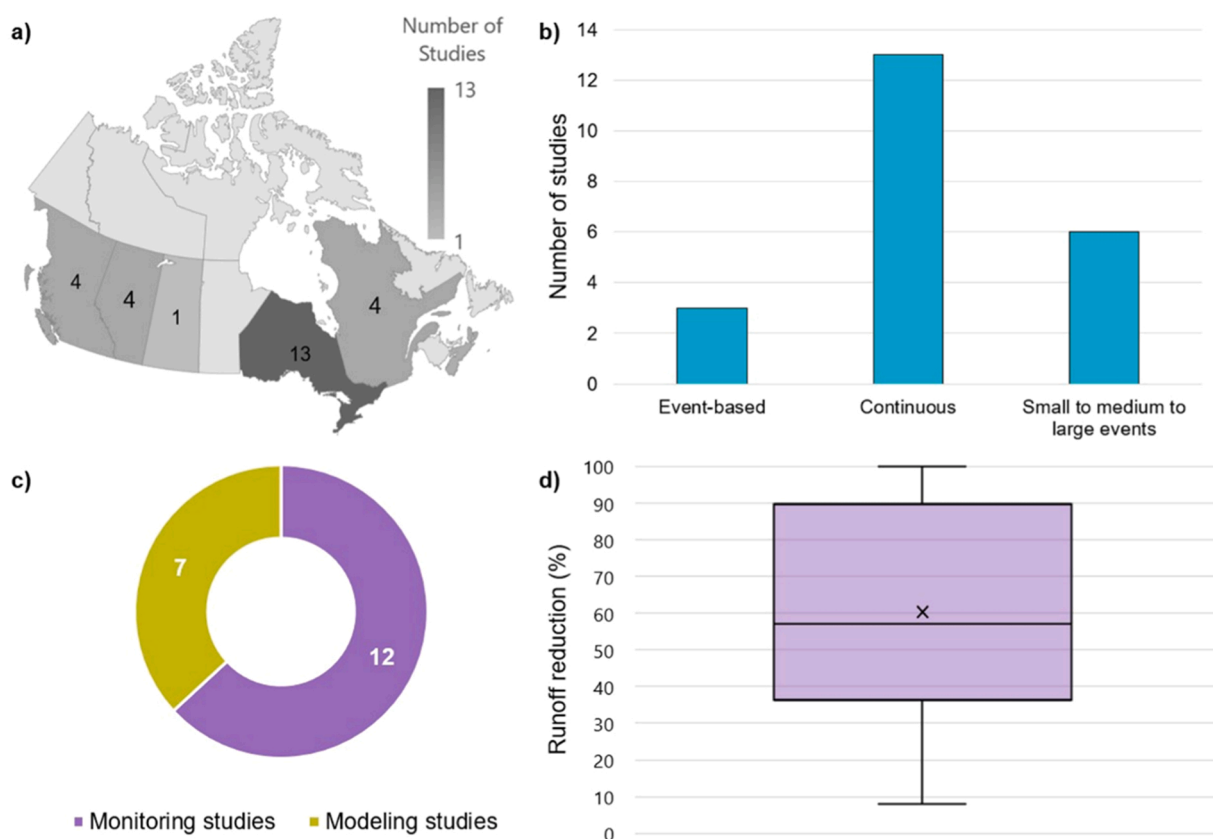 a)
Number of
Studies
13
1
4
4
1
13
4
b)
Number of studies
14
12
10
8
6
4
2
0
Event-based
Continuous
Small to medium to
large events
c)
7
12
Monitoring studies
Modeling studies
d)
Runoff reduction (%)
100
90
80
70
60
50
40
30
20
10
0